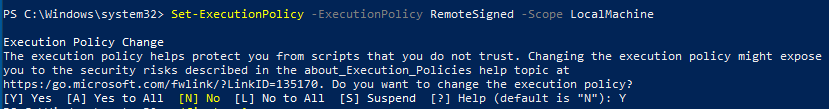 PS C:\Windows\system32> Set-ExecutionPolicy -ExecutionPolicy RemoteSigned -Scope LocalMachine
Execution Policy Change
The execution policy helps protect you from scripts that you do not trust. Changing the execution policy might expose
you to the security risks described in the about_Execution_Policies help topic at
https:/go.microsoft.com/fwlink/?LinkID=135170. Do you want to change the execution policy?
[Y] Yes  [A] Yes to All  [N] No  [L] No to All  [S] Suspend  [?] Help (default is "N"): Y